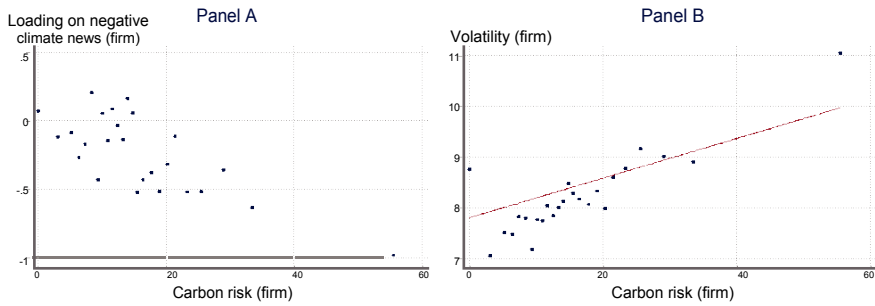 Panel A
Loading on negative
climate news (firm)
.5
0
-.5
-1
0
20
40
60
Carbon risk (firm)
Panel B
Volatility (firm)
11
10
9
8
7
0
20
40
60
Carbon risk (firm)